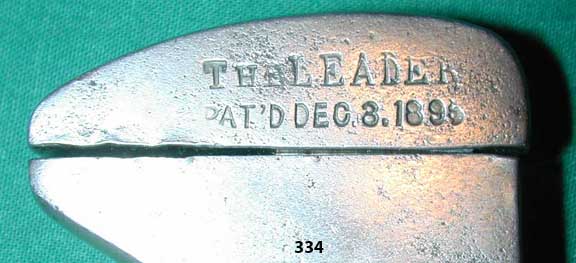 THE LEADER
PAT'D DEC. 3. 1895
334